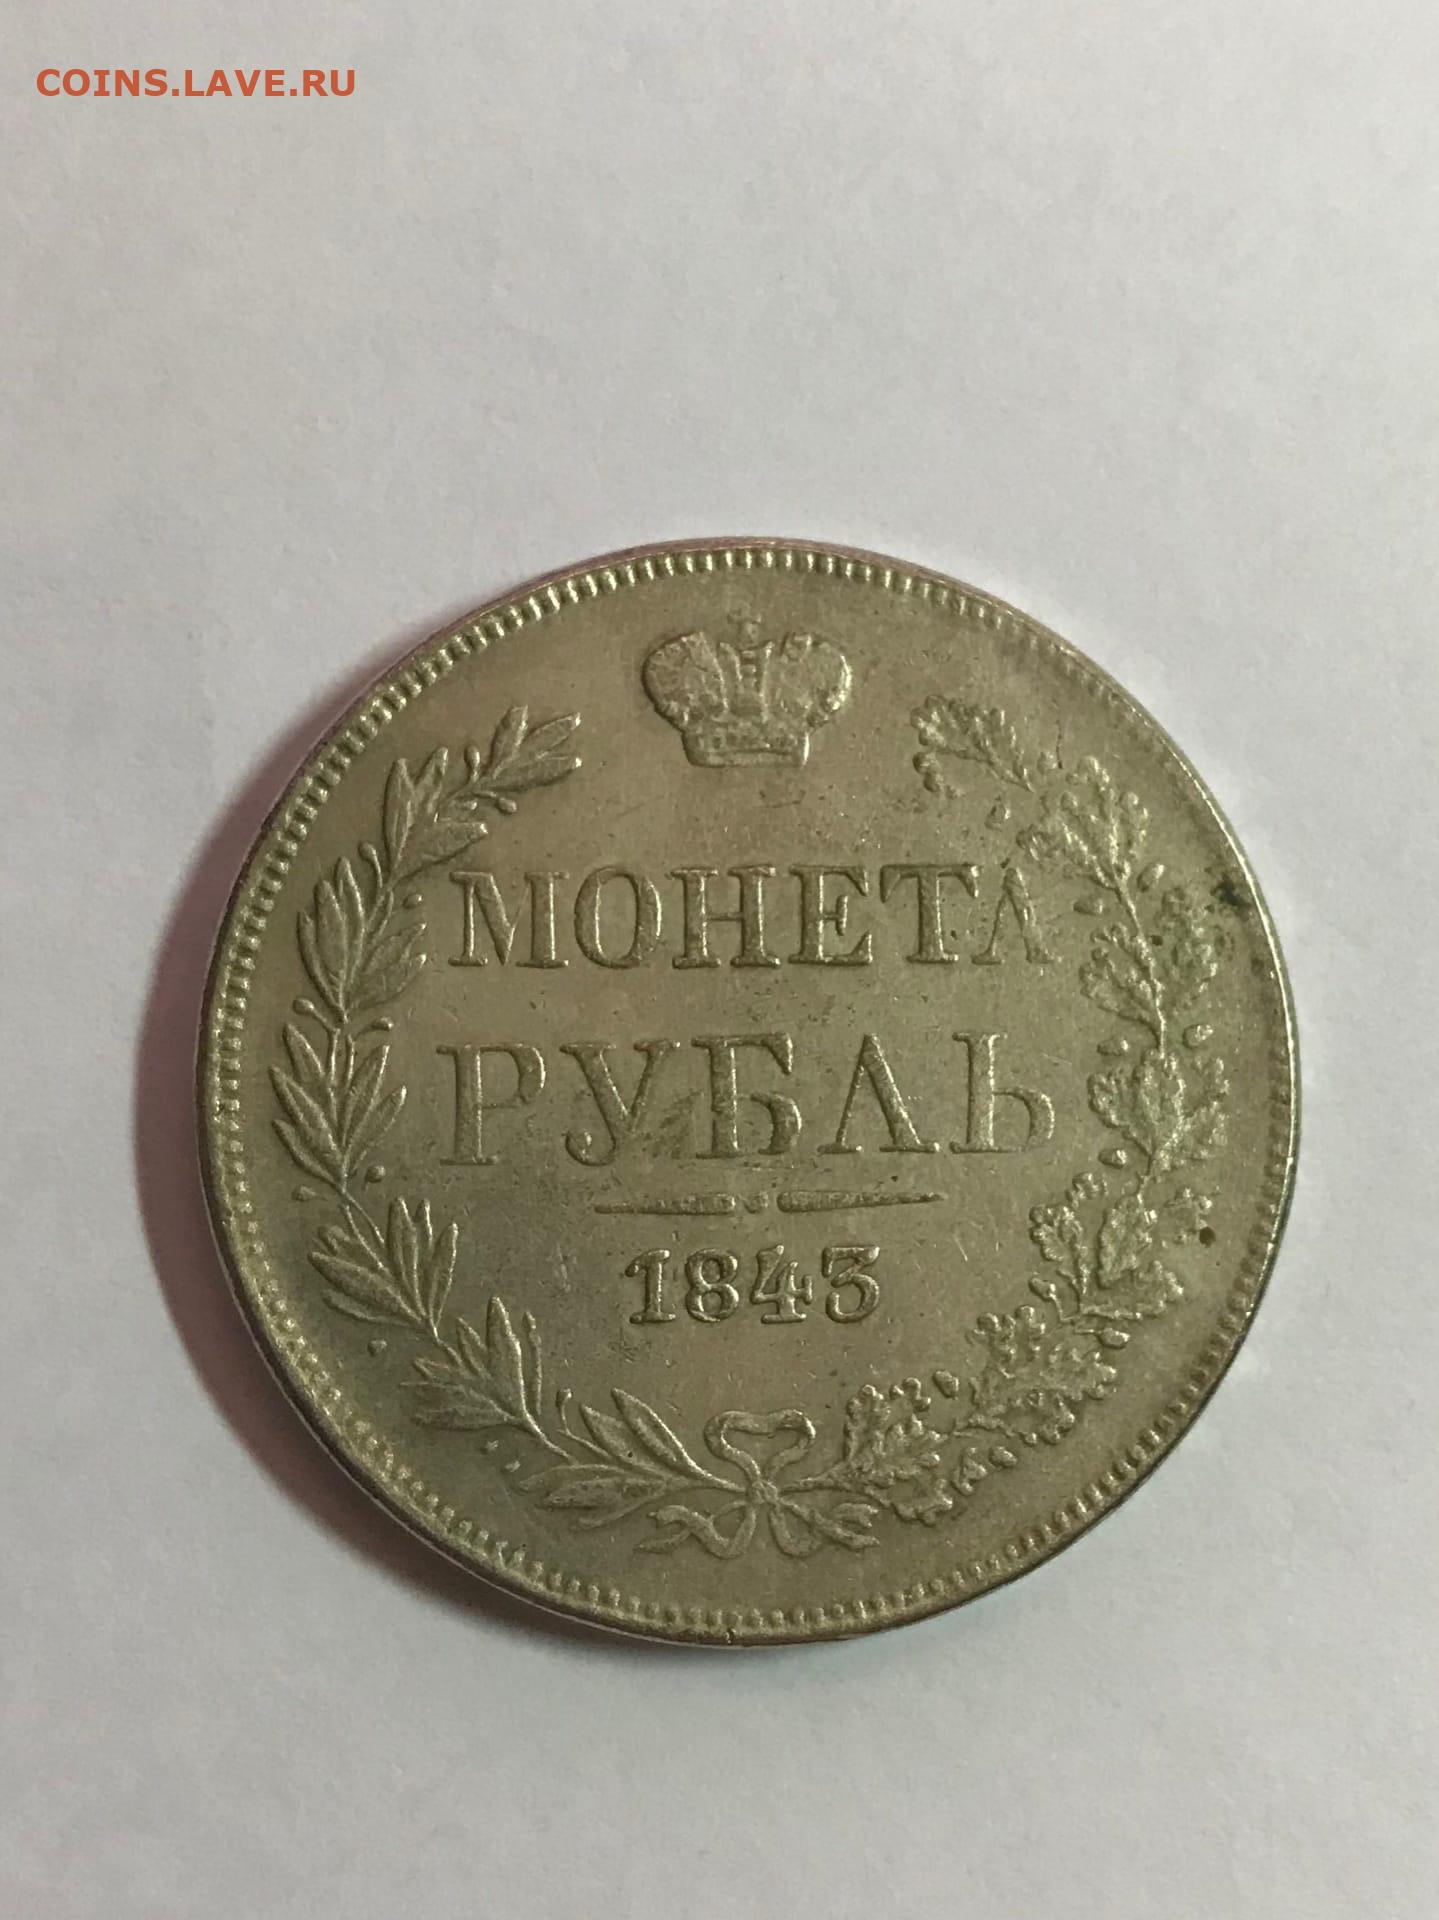 COINS.LAVE.RU
МОНЕТА
РУБЛЬ
1843